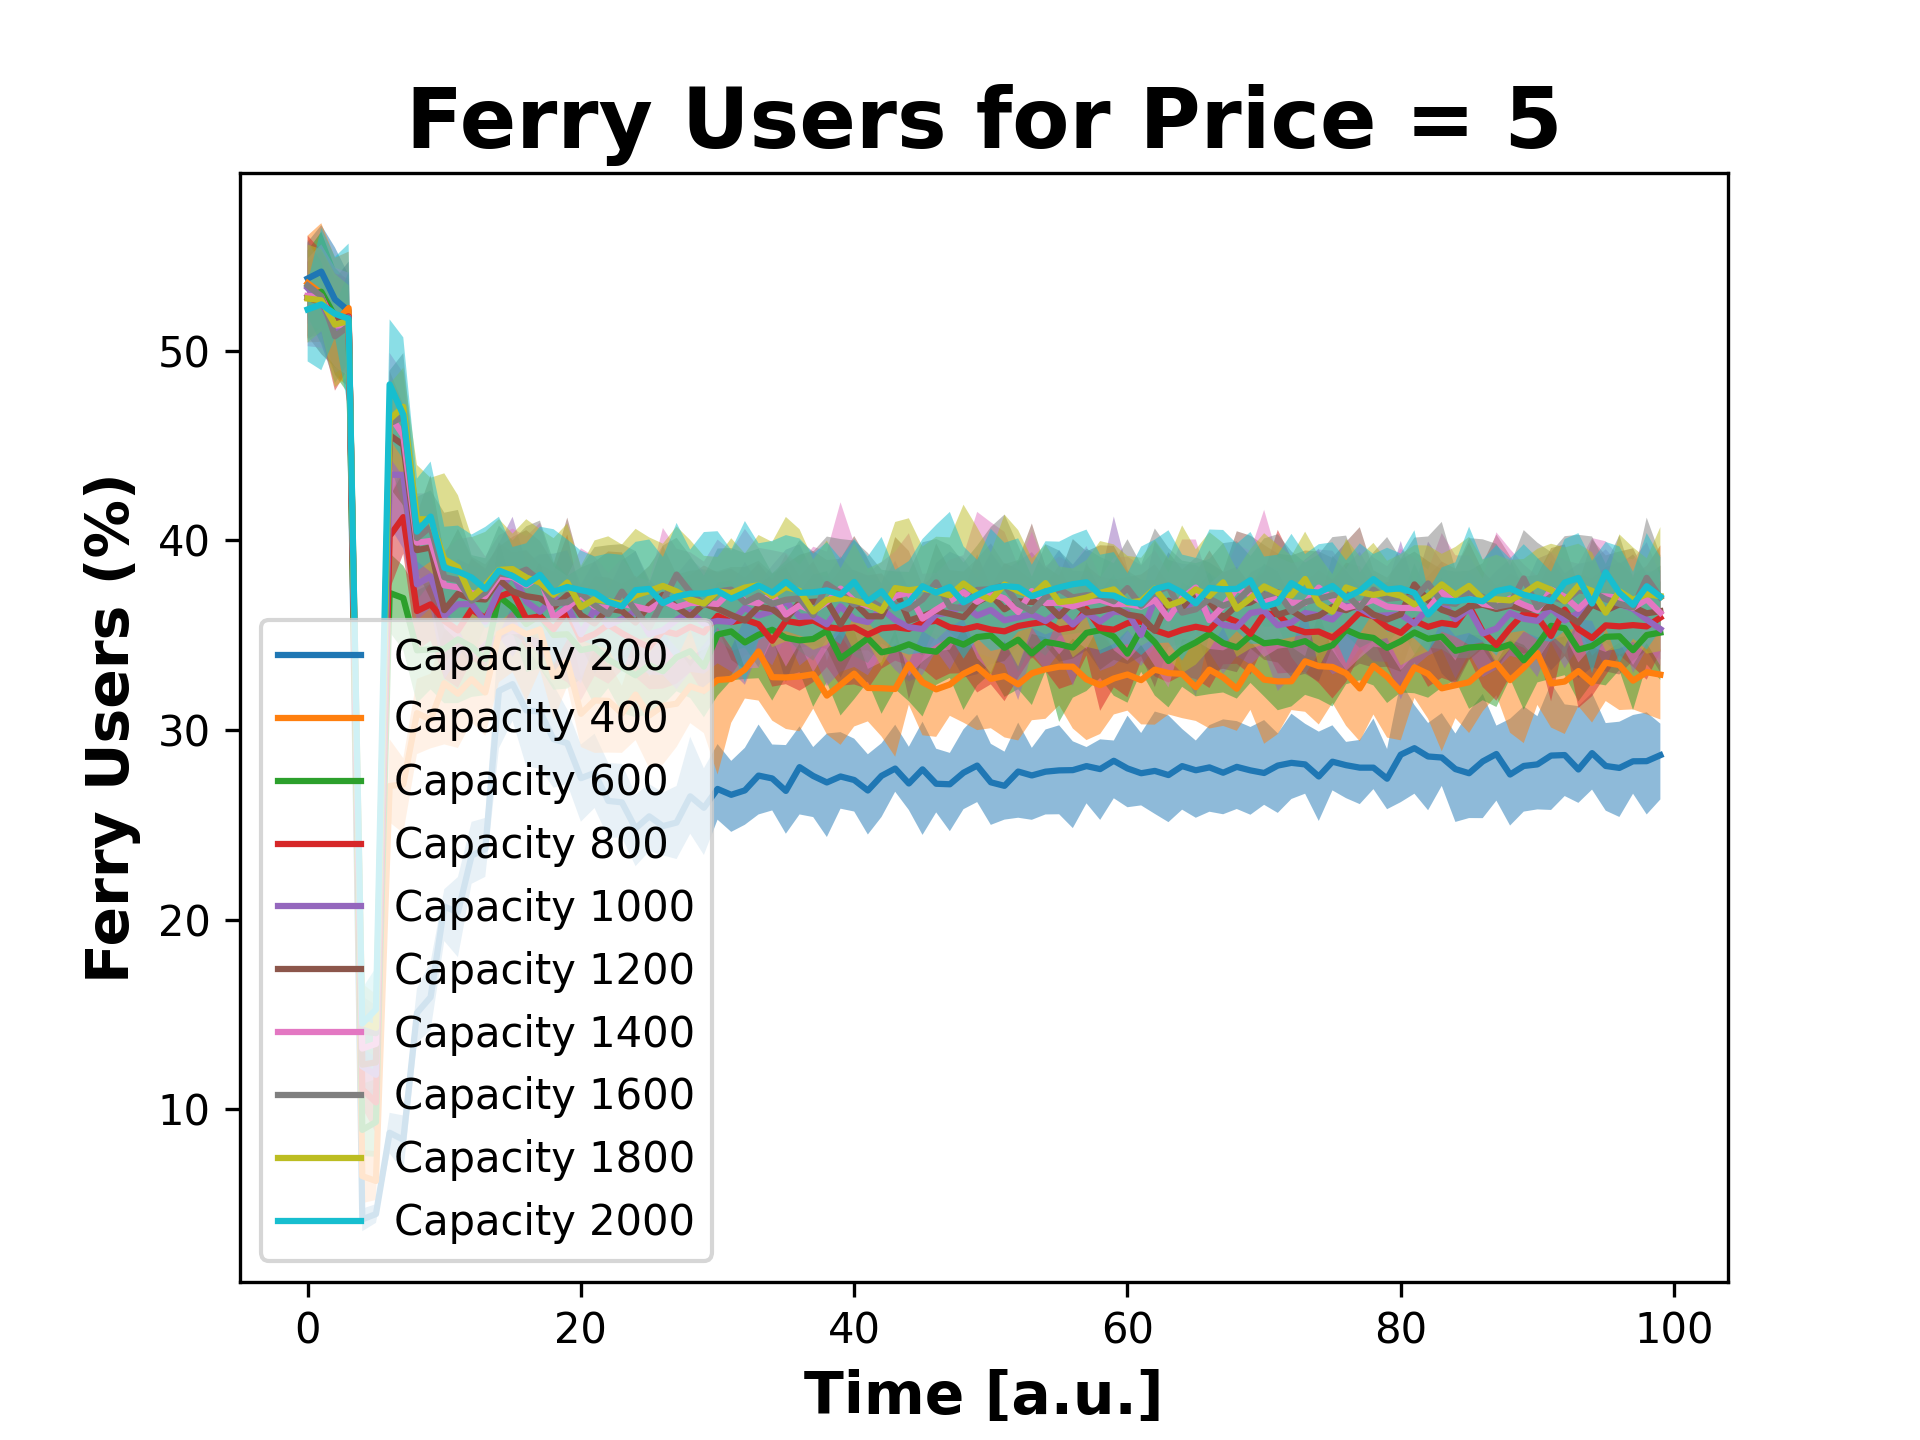 Ferry Users for Price = 5
Ferry Users (%)
50
40
30
20
10
Capacity 200
Capacity 400
Capacity 600
Capacity 800
Capacity 1000
Capacity 1200
Capacity 1400
Capacity 1600
Capacity 1800
Capacity 2000
0 20 40 60 80 100
Time [a.u.]